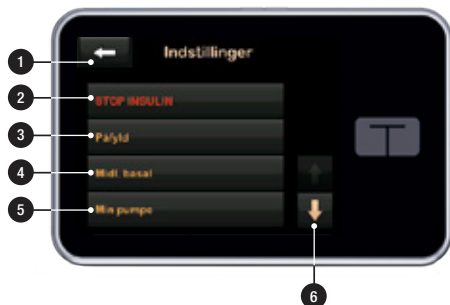 Indstillinger
1
2
STOP INSULIN
3
Påfyld
4
Midl. basal
5
Min pumpe
6